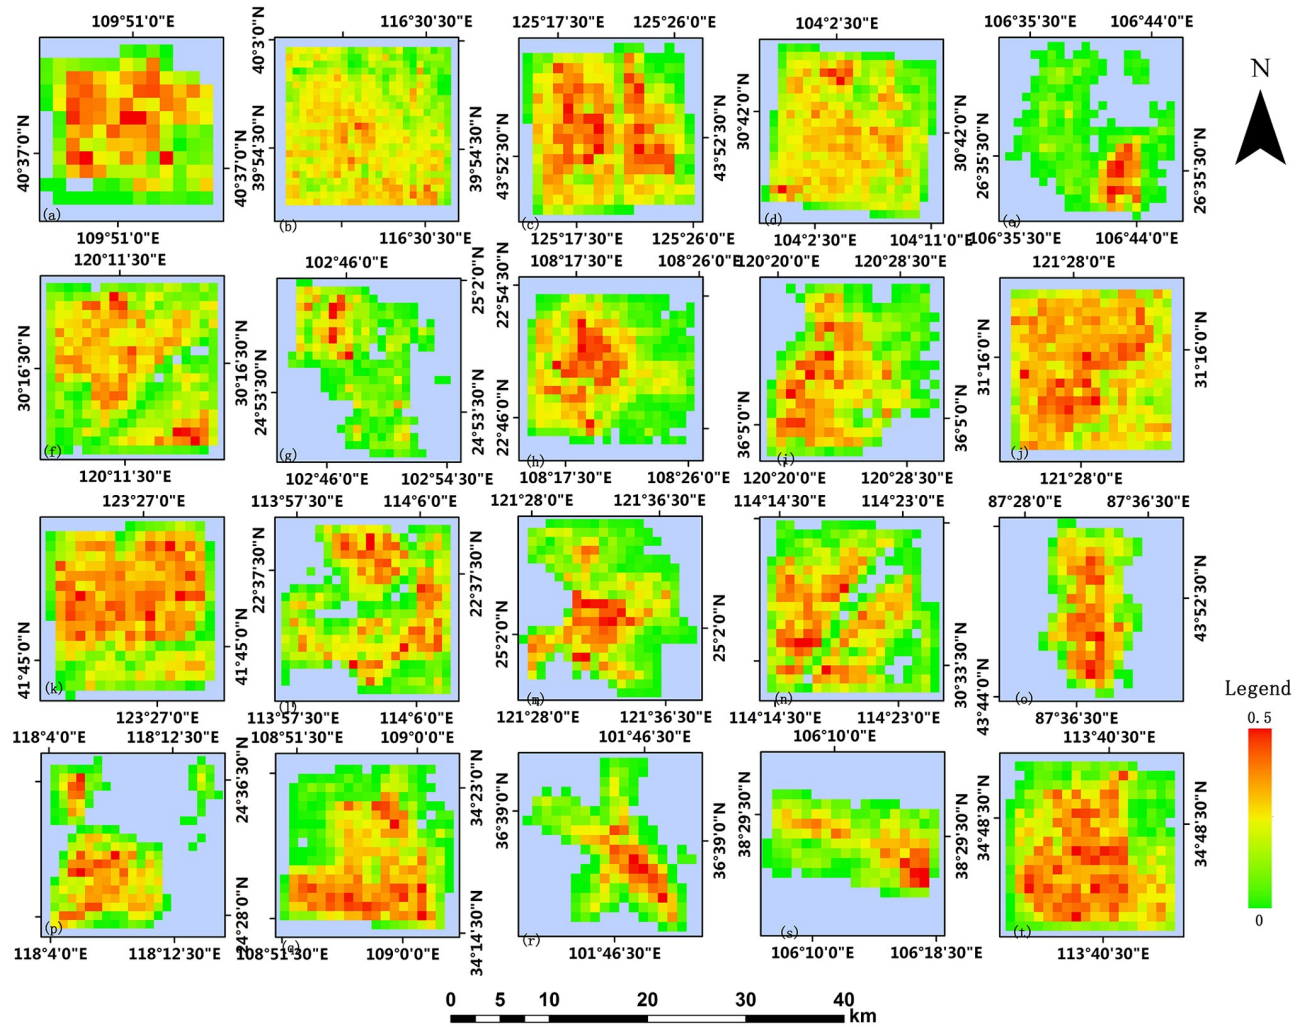 109°51'0"E
116°30'30"E
125°17'30"E
125°26'0"E
104°2'30"E
106°35'30"E
106°44'0"E
N
40°37'0"N
40°37'0"N
(a)
109°51'0"E
40°3'0"N
39°54'30"N
39°54'30"N
(b)
116°30'30"E
43°52'30"N
43°52'30"N
(c)
125°17'30"E
125°26'0"E
30°42'0"N
30°42'0"N
(d)
104°2'30"E
104°11'0"E
26°35'30"N
26°35'30"N
106°35'30"E
106°44'0"E
120°11'30"E
102°46'0"E
108°17'30"E
108°26'0"E
120°20'0"E
120°28'30"E
121°28'0"E
30°16'30"N
30°16'30"N
(f)
120°11'30"E
25°2'0"N
24°53'30"N
24°53'30"N
(g)
102°46'0"E
102°54'30"E
22°54'30"N
22°46'0"N
(h)
108°17'30"E
108°26'0"E
36°5'0"N
36°5'0"N
(i)
120°20'0"E
120°28'30"E
31°16'0"N
31°16'0"N
(j)
121°28'0"E
123°27'0"E
113°57'30"E
114°6'0"E
121°28'0"E
121°36'30"E
114°14'30"E
114°23'0"E
87°28'0"E
87°36'30"E
41°45'0"N
41°45'0"N
(k)
123°27'0"E
22°37'30"N
22°37'30"N
(l)
113°57'30"E
114°6'0"E
25°2'0"N
25°2'0"N
(m)
121°28'0"E
121°36'30"E
30°33'30"N
(n)
114°14'30"E
114°23'0"E
43°52'30"N
43°44'0"N
(o)
87°36'30"E
Legend
0.5
0
118°4'0"E
118°12'30"E
108°51'30"E
109°0'0"E
101°46'30"E
106°10'0"E
113°40'30"E
24°36'30"N
24°28'0"N
(p)
118°4'0"E
118°12'30"E
34°23'0"N
34°14'30"N
(q)
108°51'30"E
109°0'0"E
36°39'0"N
36°39'0"N
(r)
101°46'30"E
38°29'30"N
38°29'30"N
(s)
106°10'0"E
106°18'30"E
34°48'30"N
34°48'30"N
(t)
113°40'30"E
0 5 10 20 30 40 km